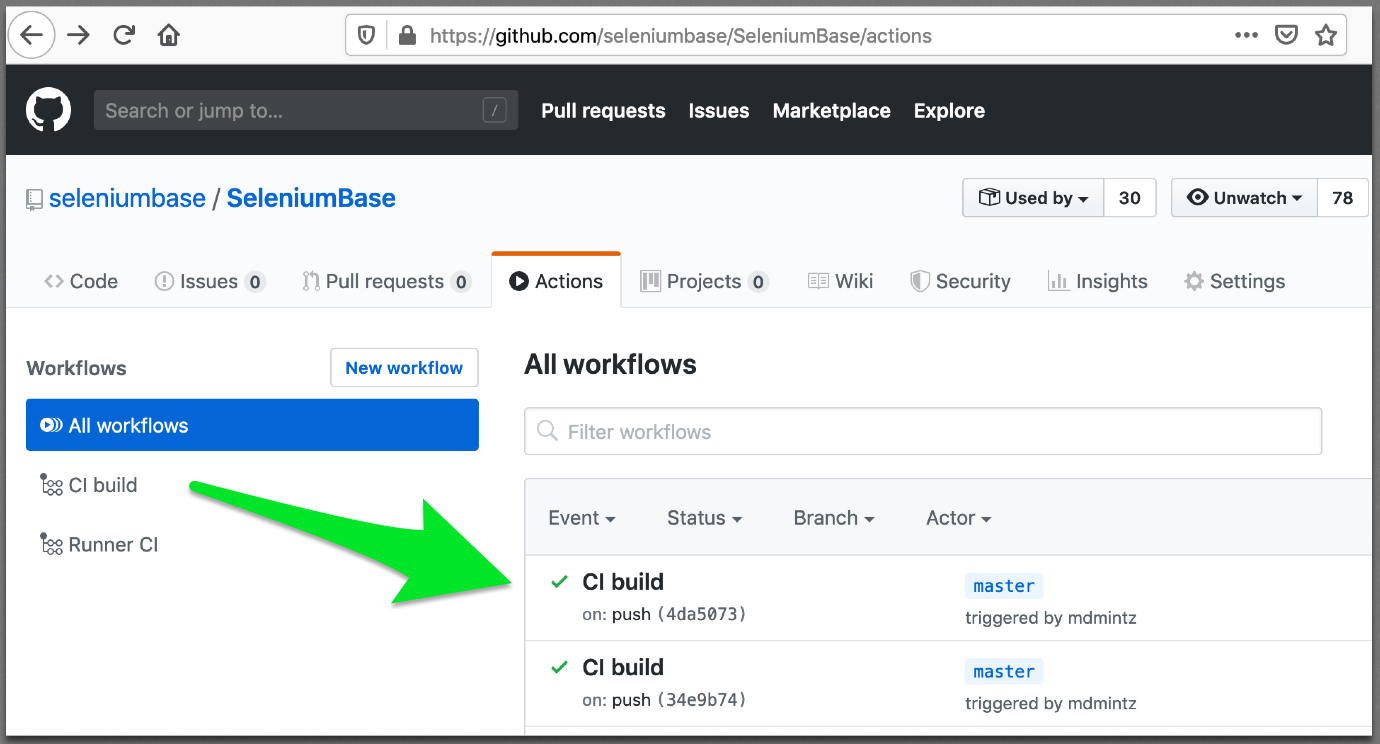 https://github.com/seleniumbase/SeleniumBase/actions
Search or jump to... /
Pull requests Issues Marketplace Explore
seleniumbase / SeleniumBase
Used by 30 Unwatch 78
Code Issues 0 Pull requests 0 Actions Projects 0 Wiki Security Insights Settings
Workflows
New workflow
All workflows
CI build
Runner CI
All workflows
Filter workflows
Event Status Branch Actor
CI build master
on: push (4da5073) triggered by mdmintz
CI build master
on: push (34e9b74) triggered by mdmintz